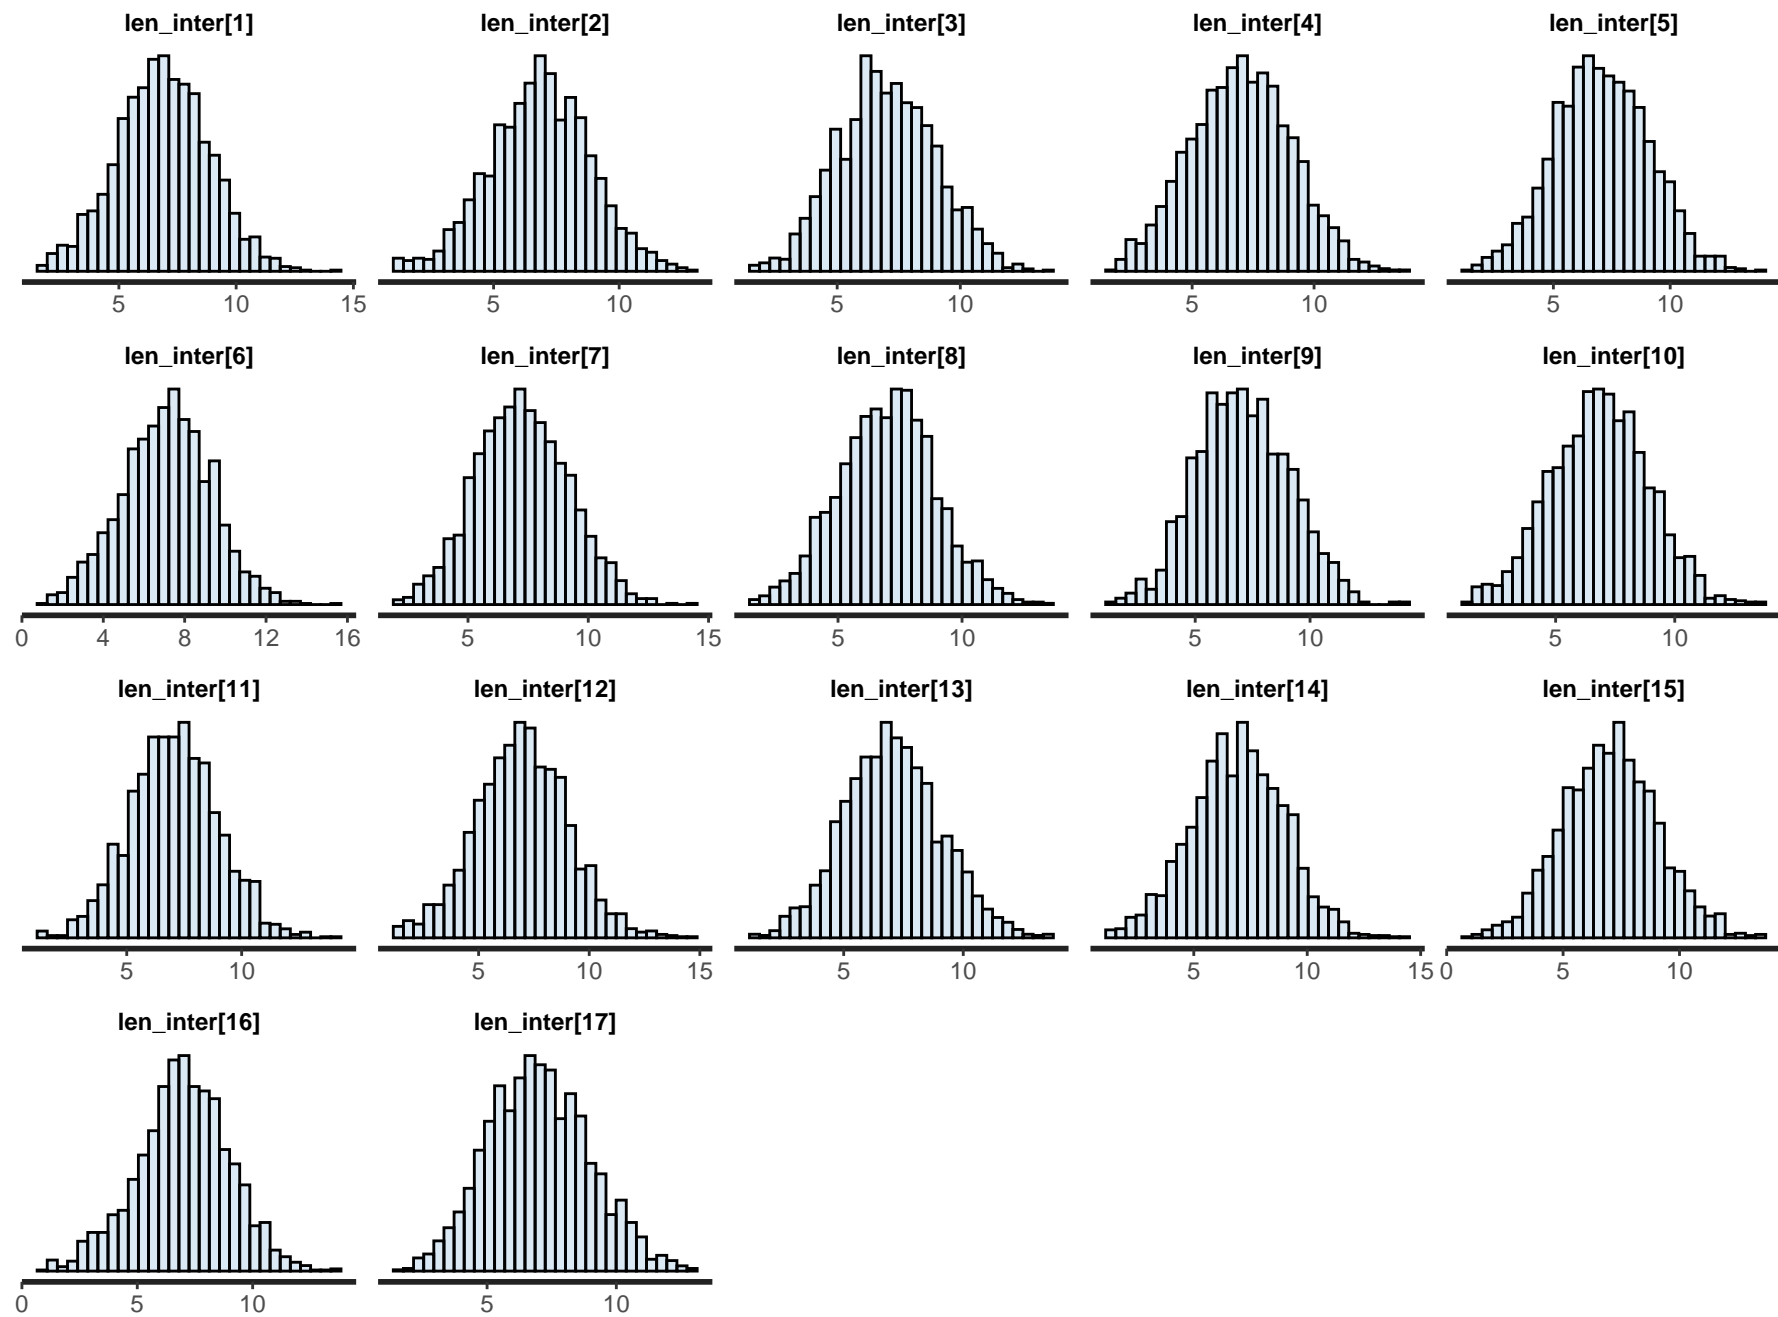 len_inter[1] len_inter[2] len_inter[3] len_inter[4] len_inter[5]
5 10 15 5 10 5 10 5 10 5 10
len_inter[6] len_inter[7] len_inter[8] len_inter[9] len_inter[10]
0 4 8 12 16 5 10 15 5 10 5 10 5 10
len_inter[11] len_inter[12] len_inter[13] len_inter[14] len_inter[15]
5 10 5 10 15 5 10 5 10 15 0 5 10
len_inter[16] len_inter[17]
0 5 10 5 10